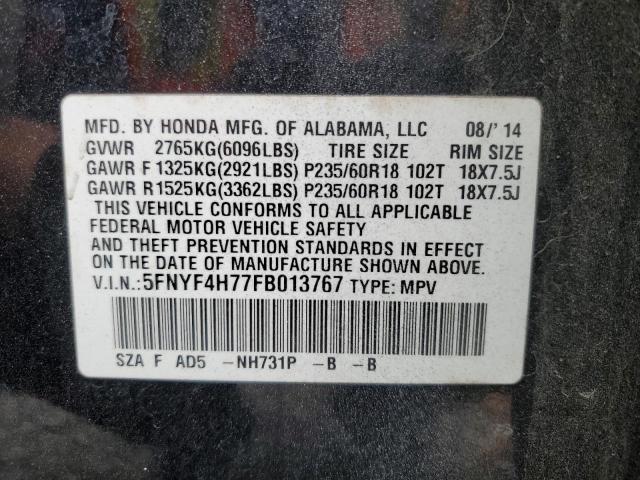 MFD. BY HONDA MFG. OF ALABAMA, LLC 08/'14
GVWR 2765KG(6096LBS) TIRE SIZE RIM SIZE
GAWR F1325KG(2921LBS) P235/60R18 102T 18X7.5J
GAWR R1525KG(3362LBS) P235/60R18 102T 18X7.5J
THIS VEHICLE CONFORMS TO ALL APPLICABLE
FEDERAL MOTOR VEHICLE SAFETY
AND THEFT PREVENTION STANDARDS IN EFFECT
ON THE DATE OF MANUFACTURE SHOWN ABOVE.
V.I.N.:5FNYF4H77FB013767 TYPE: MPV
SZA F AD5 -NH731P -B -B